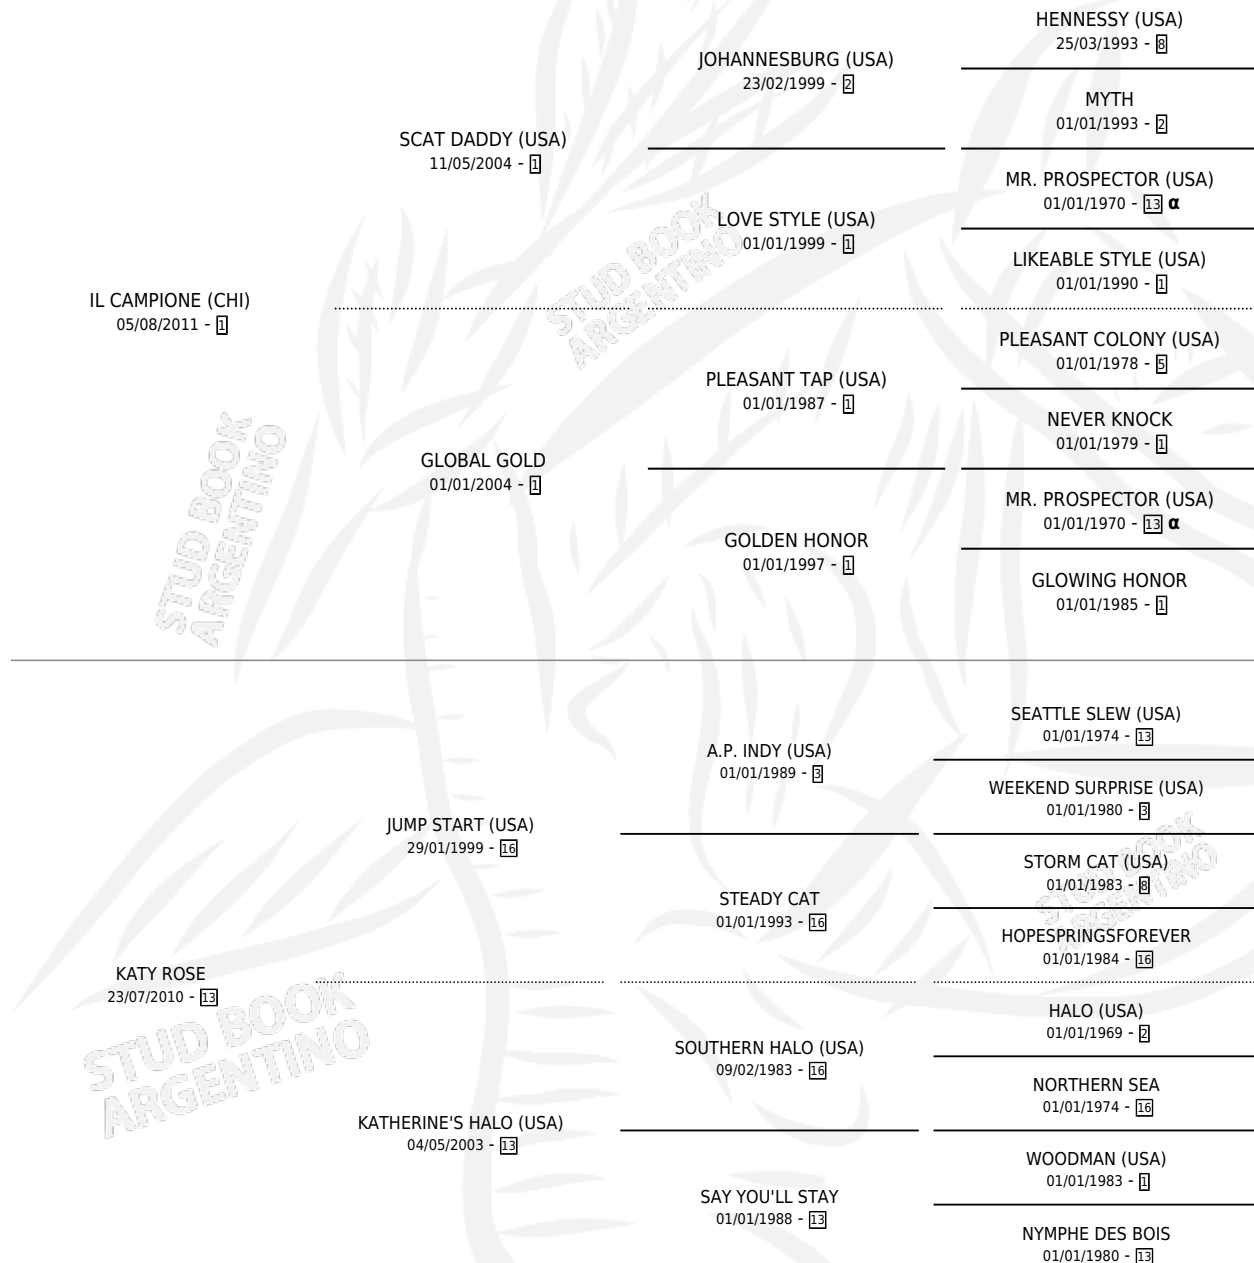 HENNESSY (USA)
25/03/1993 - 8
JOHANNESBURG (USA)
23/02/1999 - 2
MYTH
01/01/1993 - 2
SCAT DADDY (USA)
11/05/2004 - 1
MR. PROSPECTOR (USA)
01/01/1970 - 13 α
LOVE STYLE (USA)
01/01/1999 - 1
LIKEABLE STYLE (USA)
01/01/1990 - 1
IL CAMPIONE (CHI)
05/08/2011 - 1
STUD BOOK
ARGENTINO
PLEASANT COLONY (USA)
01/01/1978 - 5
PLEASANT TAP (USA)
01/01/1987 - 1
NEVER KNOCK
01/01/1979 - 1
GLOBAL GOLD
01/01/2004 - 1
MR. PROSPECTOR (USA)
01/01/1970 - 13 α
GOLDEN HONOR
01/01/1997 - 1
GLOWING HONOR
01/01/1985 - 1
STUD BOOK
ARGENTINO
SEATTLE SLEW (USA)
01/01/1974 - 13
A.P. INDY (USA)
01/01/1989 - 3
WEEKEND SURPRISE (USA)
01/01/1980 - 3
JUMP START (USA)
29/01/1999 - 16
STORM CAT (USA)
01/01/1983 - 8
STUD BOOK
ARGENTINO
STEADY CAT
01/01/1993 - 16
HOPESPRINGSFOREVER
01/01/1984 - 16
KATY ROSE
23/07/2010 - 13
STUD BOOK
ARGENTINO
HALO (USA)
01/01/1969 - 2
SOUTHERN HALO (USA)
09/02/1983 - 16
NORTHERN SEA
01/01/1974 - 16
KATHERINE'S HALO (USA)
04/05/2003 - 13
WOODMAN (USA)
01/01/1983 - 1
SAY YOU'LL STAY
01/01/1988 - 13
NYMPHE DES BOIS
01/01/1980 - 13